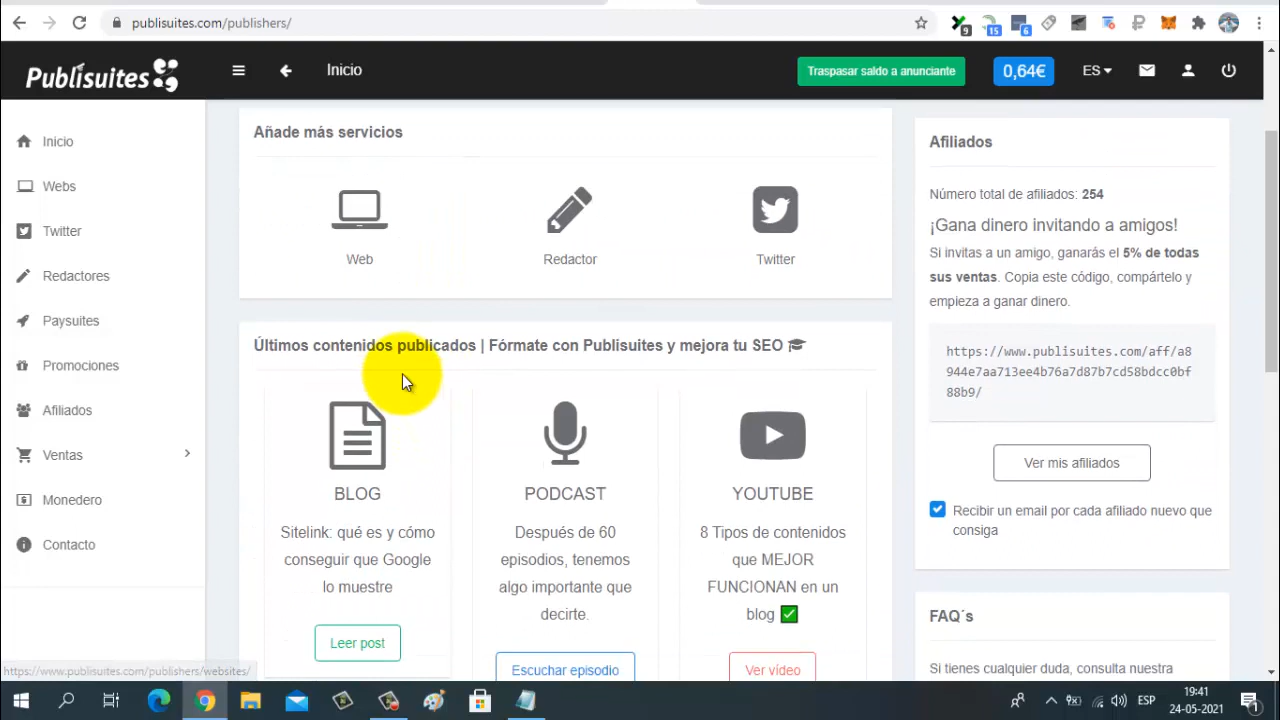 publisuites.com/publishers/
9
15
6
Publisuites
Inicio
Traspasar saldo a anunciante
0,64€
ES
Inicio
Webs
Twitter
Redactores
Paysuites
Promociones
Afiliados
Ventas
Monedero
Contacto
Añade más servicios
Web
Redactor
Twitter
Últimos contenidos publicados | Fórmate con Publisuites y mejora tu SEO
BLOG
Sitelink: qué es y cómo
conseguir que Google
lo muestre
Leer post
PODCAST
Después de 60
episodios, tenemos
algo importante que
decirte.
Escuchar episodio
YOUTUBE
8 Tipos de contenidos
que MEJOR
FUNCIONAN en un
blog ✅
Ver vídeo
Afiliados
Número total de afiliados: 254
¡Gana dinero invitando a amigos!
Si invitas a un amigo, ganarás el 5% de todas
sus ventas. Copia este código, compártelo y
empieza a ganar dinero.
https://www.publisuites.com/aff/a8
944e7aa713ee4b76a7d87b7cd58bdcc0bf
88b9/
Ver mis afiliados
Recibir un email por cada afiliado nuevo que
consiga
FAQ´s
Si tienes cualquier duda, consulta nuestra
https://www.publisuites.com/publishers/websites/
ESP
19:41
24-05-2021
1